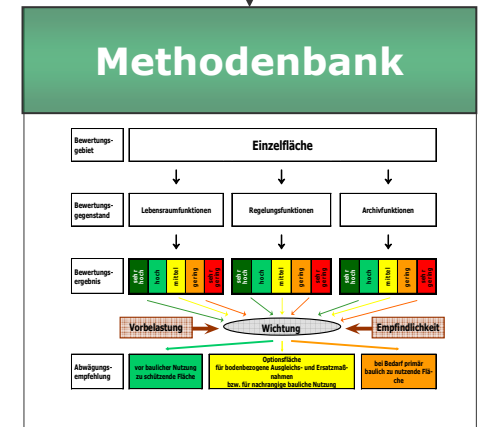 Methodenbank
Bewertungs-
gebiet
Einzelfläche
Bewertungs-
gegenstand
Lebensraumfunktionen
Regelungsfunktionen
Archivfunktionen
Bewertungs-
ergebnis
sehr
hoch
hoch
mittel
gering
sehr
gering
sehr
hoch
hoch
mittel
gering
sehr
gering
sehr
hoch
hoch
mittel
gering
sehr
gering
Vorbelastung
Wichtung
Empfindlichkeit
Abwägungs-
empfehlung
vor baulicher Nutzung
zu schützende Fläche
Optionsfläche
für bodenbezogene Ausgleichs- und Ersatzmaß-
nahmen
bzw. für nachrangige bauliche Nutzung
bei Bedarf primär
baulich zu nutzende Flä-
che